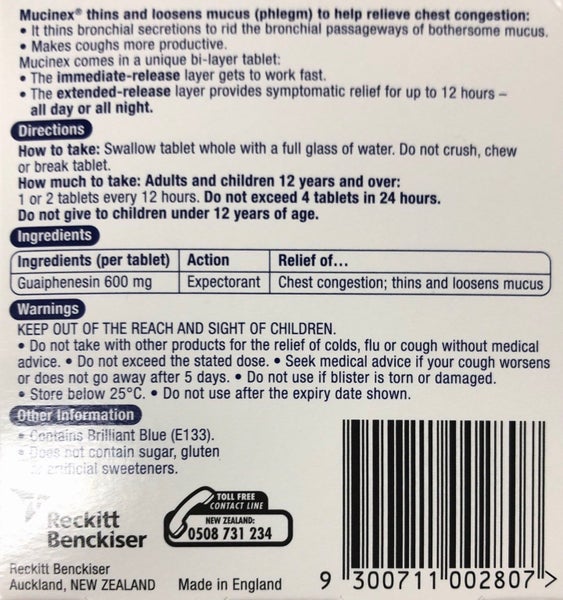 Mucinex® thins and loosens mucus (phlegm) to help relieve chest congestion:
• It thins bronchial secretions to rid the bronchial passageways of bothersome mucus.
• Makes coughs more productive.
Mucinex comes in a unique bi-layer tablet:
• The immediate-release layer gets to work fast.
• The extended-release layer provides symptomatic relief for up to 12 hours –
all day or all night.
Directions
How to take: Swallow tablet whole with a full glass of water. Do not crush, chew
or break tablet.
How much to take: Adults and children 12 years and over:
1 or 2 tablets every 12 hours. Do not exceed 4 tablets in 24 hours.
Do not give to children under 12 years of age.
Ingredients
Ingredients (per tablet) Action Relief of...
Guaiphenesin 600 mg Expectorant Chest congestion; thins and loosens mucus
Warnings
KEEP OUT OF THE REACH AND SIGHT OF CHILDREN.
• Do not take with other products for the relief of colds, flu or cough without medical
advice. • Do not exceed the stated dose. • Seek medical advice if your cough worsens
or does not go away after 5 days. • Do not use if blister is torn or damaged.
• Store below 25°C. • Do not use after the expiry date shown.
Other Information
• Contains Brilliant Blue (E133).
• Does not contain sugar, gluten
or artificial sweeteners.
TOLL FREE
CONTACT LINE
NEW ZEALAND:
0508 731 234
Reckitt
Benckiser
Reckitt Benckiser
Auckland, NEW ZEALAND Made in England
9 300711 002807 >